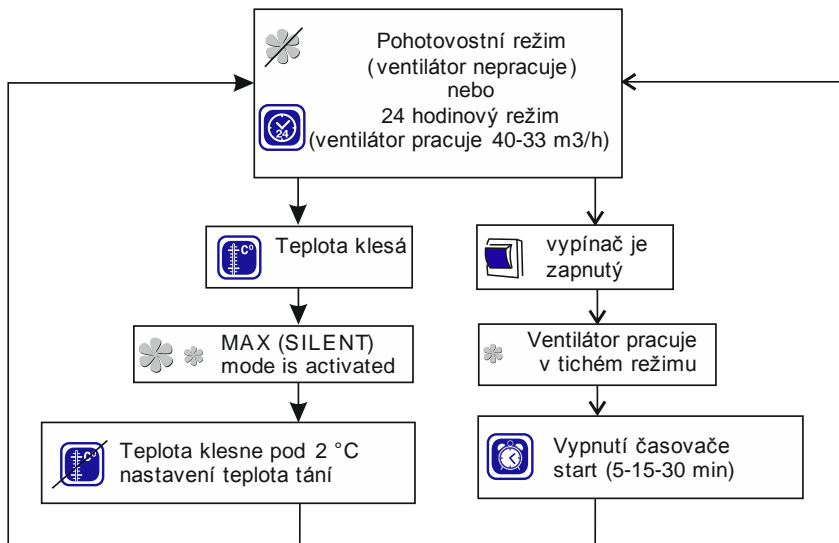 Pohotovostní režim
(ventilátor nepracuje)
nebo
24 hodinový režim
(ventilátor pracuje 40-33 m3/h)
24
C°
Teplota klesá
vypínač je
zapnutý
MAX (SILENT)
mode is activated
Ventilátor pracuje
v tichém režimu
C°
Teplota klesne pod 2 °C
nastavení teplota tání
Vypnutí časovače
start (5-15-30 min)